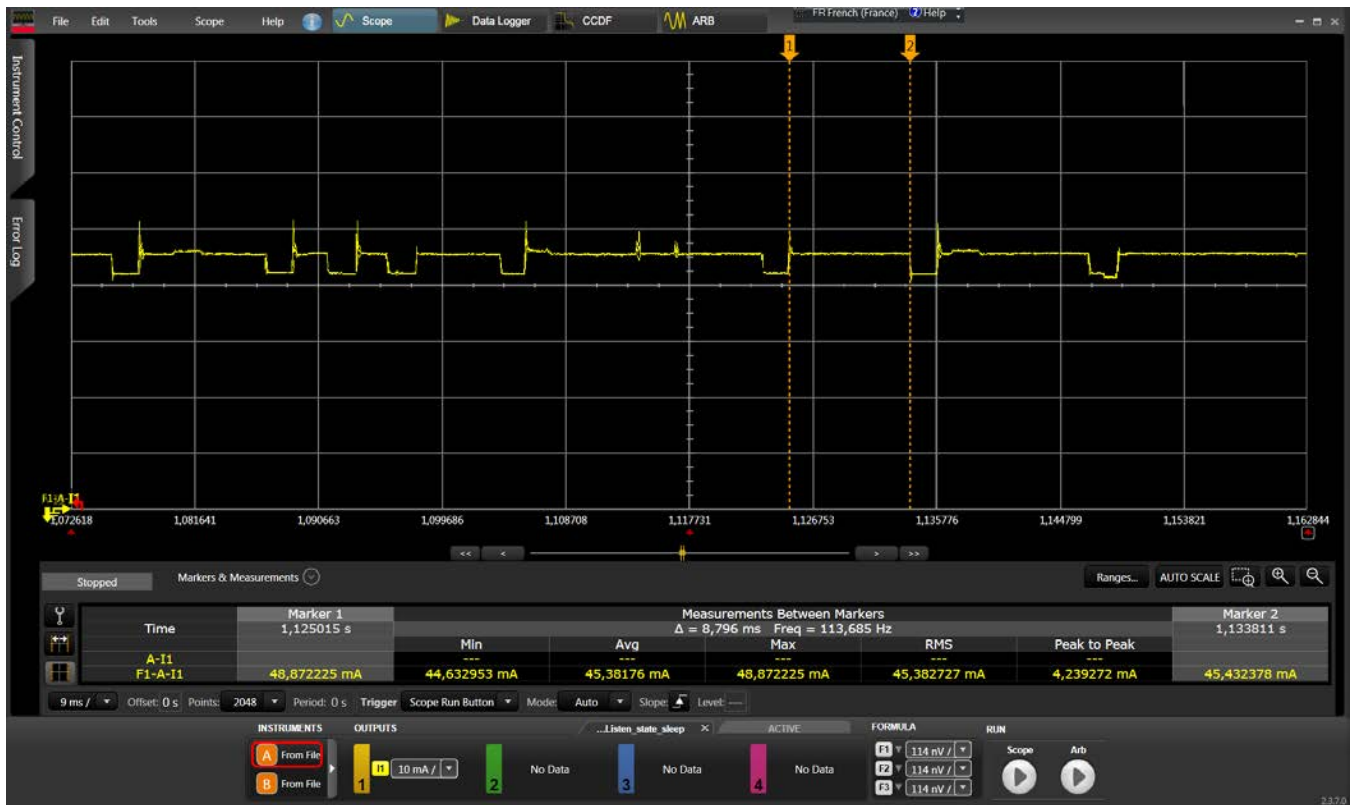 File Edit Tools Scope Help i Scope Data Logger CCDF ARB FR French (France) Help
Instrument Control
Error Log
1 2
F1-A-I1
1,072618 1,081641 1,090663 1,099686 1,108708 1,117731 1,126753 1,135776 1,144799 1,153821 1,162844
<< < > >>
Stopped Markers & Measurements Ranges... AUTO SCALE
Marker 1 Measurements Between Markers Marker 2
Time 1,125015 s Δ = 8,796 ms Freq = 113,685 Hz 1,133811 s
Min Avg Max RMS Peak to Peak
A-I1 --- --- --- --- ---
F1-A-I1 48,872225 mA 44,632953 mA 45,38176 mA 48,872225 mA 45,382727 mA 4,239272 mA 45,432378 mA
9 ms / Offset: 0 s Points: 2048 Period: 0 s Trigger Scope Run Button Mode: Auto Slope: Level: ---
INSTRUMENTS OUTPUTS ...Listen_state_sleep X ACTIVE FORMULA RUN
A From File 1 I1 10 mA / 2 No Data 3 No Data 4 No Data F1 114 nV / Scope Arb
F2 114 nV /
B From File F3 114 nV /
2.3.7.0